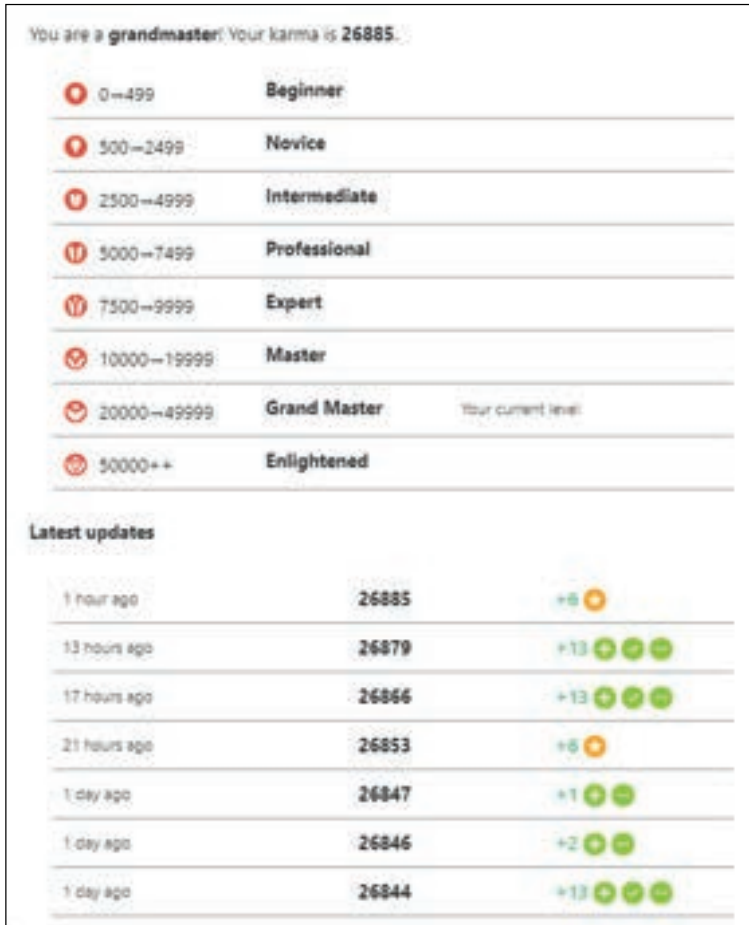 You are a grandmaster! Your karma is 26885.
0—499 Beginner
500—2499 Novice
2500—4999 Intermediate
5000—7499 Professional
7500—9999 Expert
10000—19999 Master
20000—49999 Grand Master Your current level
50000++ Enlightened
Latest updates
1 hour ago 26885 +6
13 hours ago 26879 +13
17 hours ago 26866 +13
21 hours ago 26853 +6
1 day ago 26847 +1
1 day ago 26846 +2
1 day ago 26844 +13